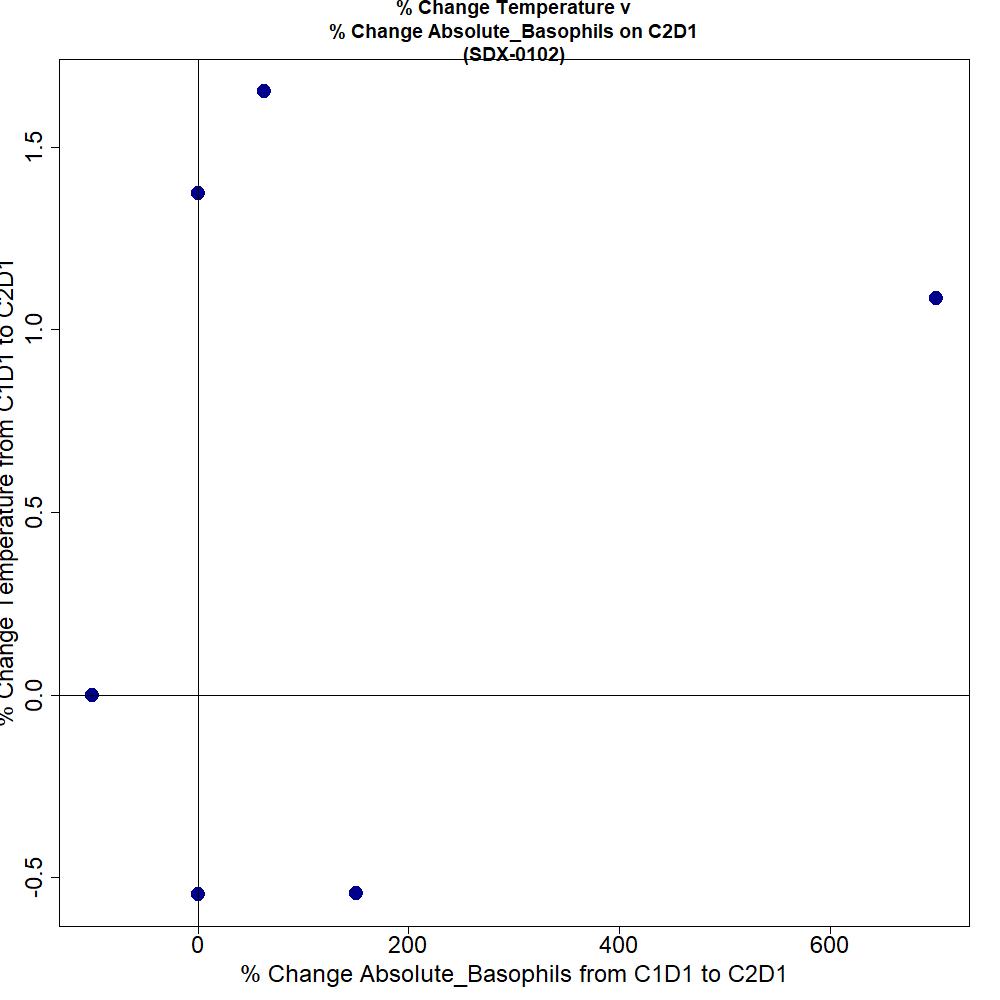 % Change Temperature v
% Change Absolute_Basophils on C2D1
(SDX-0102)
% Change Temperature from C1D1 to C2D1
1.5
1.0
0.5
0.0
-0.5
0
200
400
600
% Change Absolute_Basophils from C1D1 to C2D1